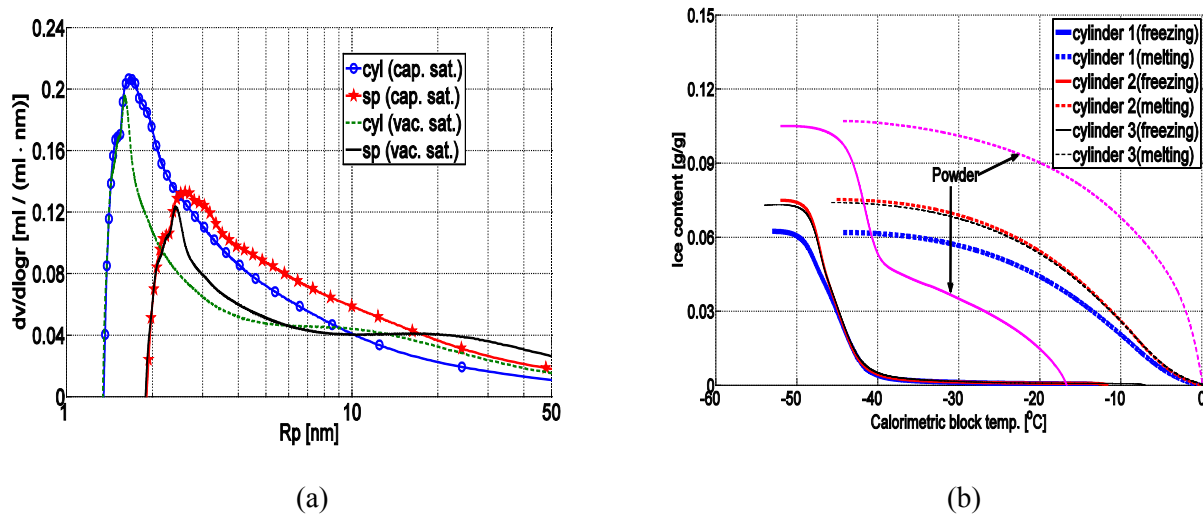 0.24
0.2
0.16
0.12
0.08
0.04
0
1
2
10
50
dv/dlogr [ml / (ml · nm)]
Rp [nm]
cyl (cap. sat.)
sp (cap. sat.)
cyl (vac. sat.)
sp (vac. sat.)
(a)
0.15
0.12
0.09
0.06
0.03
0
-60
-50
-40
-30
-20
-10
0
Ice content [g/g]
Calorimetric block temp. [°C]
cylinder 1(freezing)
cylinder 1(melting)
cylinder 2(freezing)
cylinder 2(melting)
cylinder 3(freezing)
cylinder 3(melting)
Powder
(b)